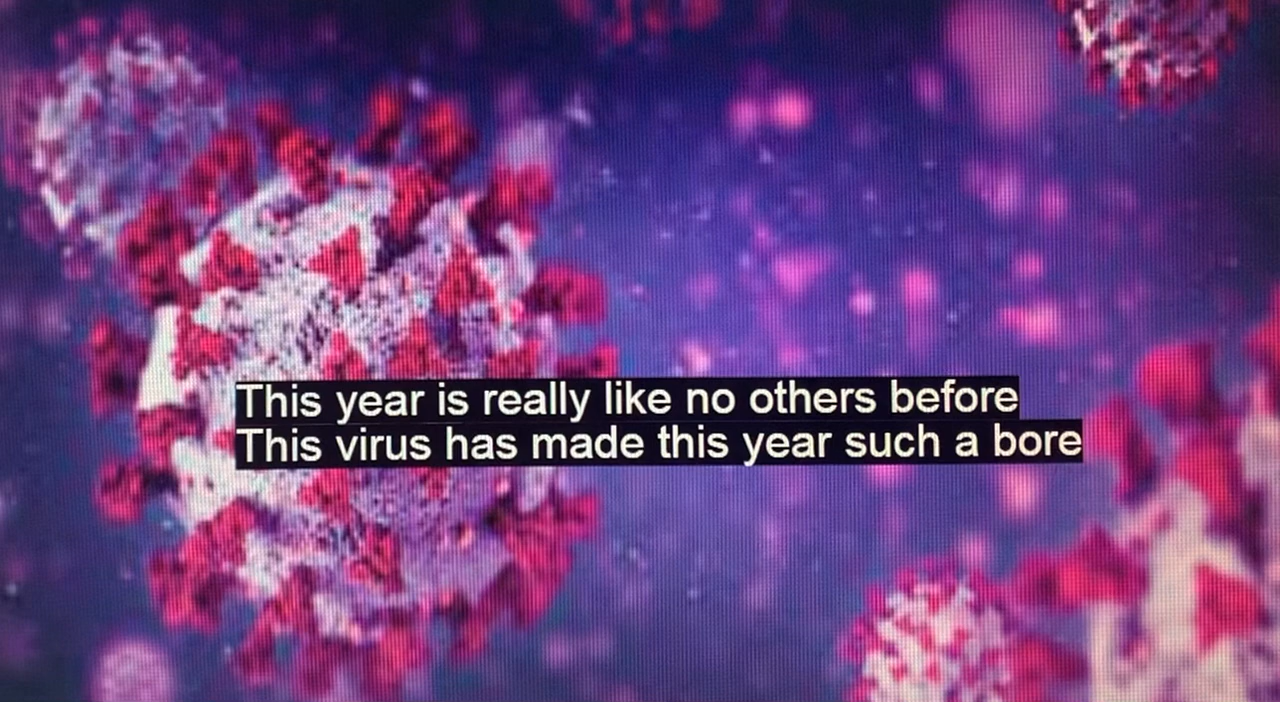 This year is really like no others before
This virus has made this year such a bore